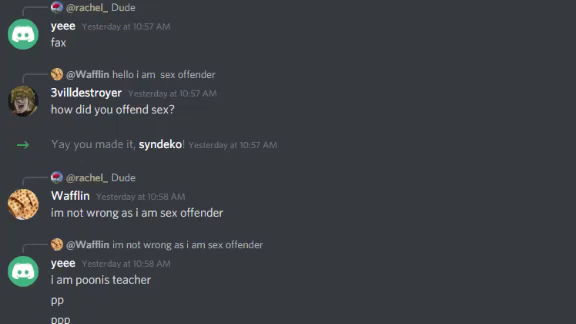 @rachel_ Dude
yeee Yesterday at 10:57 AM
fax
@Wafflin hello i am sex offender
3villdestroyer Yesterday at 10:57 AM
how did you offend sex?
Yay you made it, syndeko! Yesterday at 10:57 AM
@rachel_ Dude
Wafflin Yesterday at 10:58 AM
im not wrong as i am sex offender
@Wafflin im not wrong as i am sex offender
yeee Yesterday at 10:58 AM
i am poonis teacher
pp
ppp